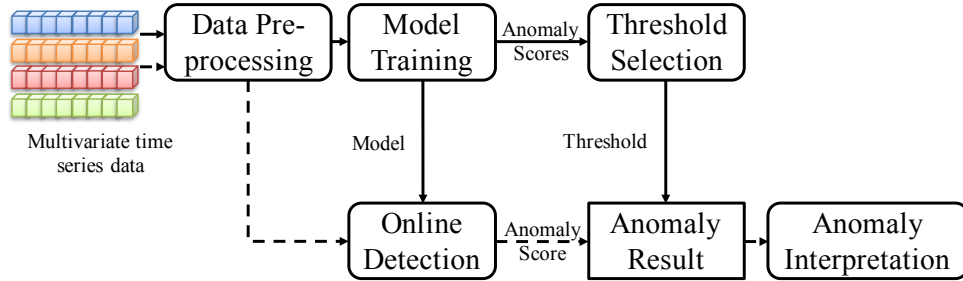 Data Pre-
processing
Model
Training
Anomaly
Scores
Threshold
Selection
Multivariate time
series data
Model
Threshold
Online
Detection
Anomaly
Score
Anomaly
Result
Anomaly
Interpretation